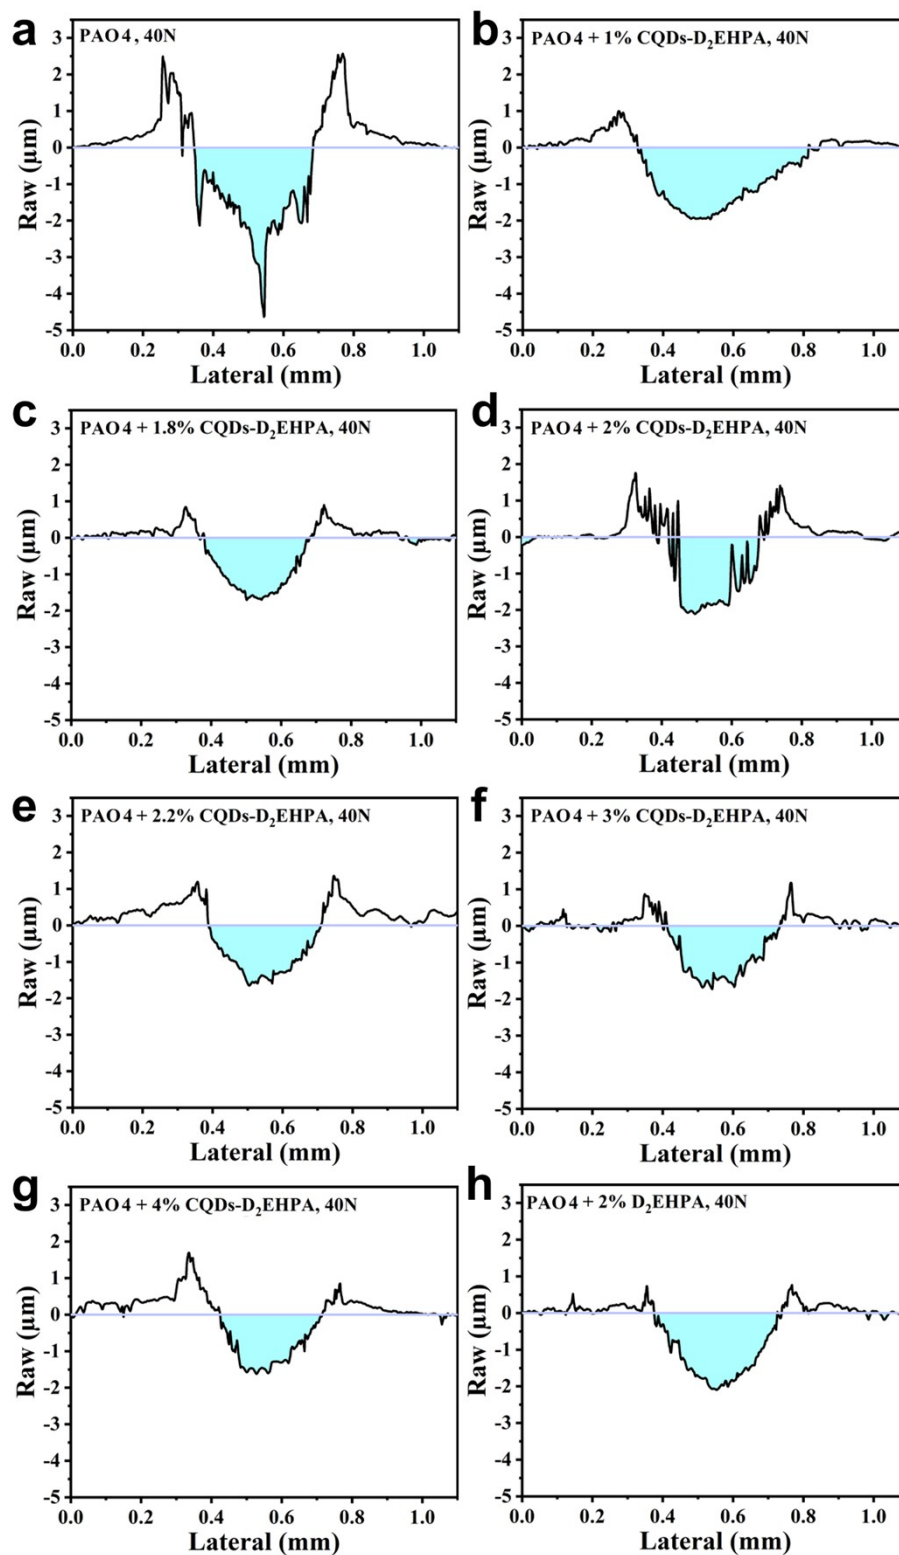 a
PAO 4 , 40N
Raw (μm)
3
2
1
0
-1
-2
-3
-4
-5
0.0 0.2 0.4 0.6 0.8 1.0
Lateral (mm)
b
PAO 4 + 1% CQDs-D₂EHPA, 40N
Raw (μm)
3
2
1
0
-1
-2
-3
-4
-5
0.0 0.2 0.4 0.6 0.8 1.0
Lateral (mm)
c
PAO 4 + 1.8% CQDs-D₂EHPA, 40N
Raw (μm)
3
2
1
0
-1
-2
-3
-4
-5
0.0 0.2 0.4 0.6 0.8 1.0
Lateral (mm)
d
PAO 4 + 2% CQDs-D₂EHPA, 40N
Raw (μm)
3
2
1
0
-1
-2
-3
-4
-5
0.0 0.2 0.4 0.6 0.8 1.0
Lateral (mm)
e
PAO 4 + 2.2% CQDs-D₂EHPA, 40N
Raw (μm)
3
2
1
0
-1
-2
-3
-4
-5
0.0 0.2 0.4 0.6 0.8 1.0
Lateral (mm)
f
PAO 4 + 3% CQDs-D₂EHPA, 40N
Raw (μm)
3
2
1
0
-1
-2
-3
-4
-5
0.0 0.2 0.4 0.6 0.8 1.0
Lateral (mm)
g
PAO 4 + 4% CQDs-D₂EHPA, 40N
Raw (μm)
3
2
1
0
-1
-2
-3
-4
-5
0.0 0.2 0.4 0.6 0.8 1.0
Lateral (mm)
h
PAO 4 + 2% D₂EHPA, 40N
Raw (μm)
3
2
1
0
-1
-2
-3
-4
-5
0.0 0.2 0.4 0.6 0.8 1.0
Lateral (mm)